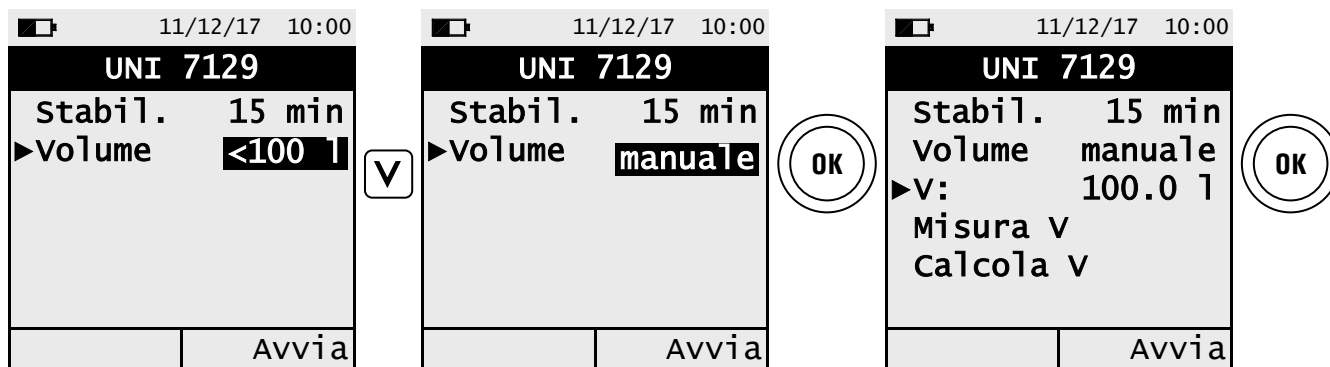 11/12/17 10:00
UNI 7129
Stabil. 15 min
►Volume <100 l
Avvia
V
11/12/17 10:00
UNI 7129
Stabil. 15 min
►Volume manuale
Avvia
OK
11/12/17 10:00
UNI 7129
Stabil. 15 min
Volume manuale
►V: 100.0 l
Misura V
Calcola V
Avvia
OK